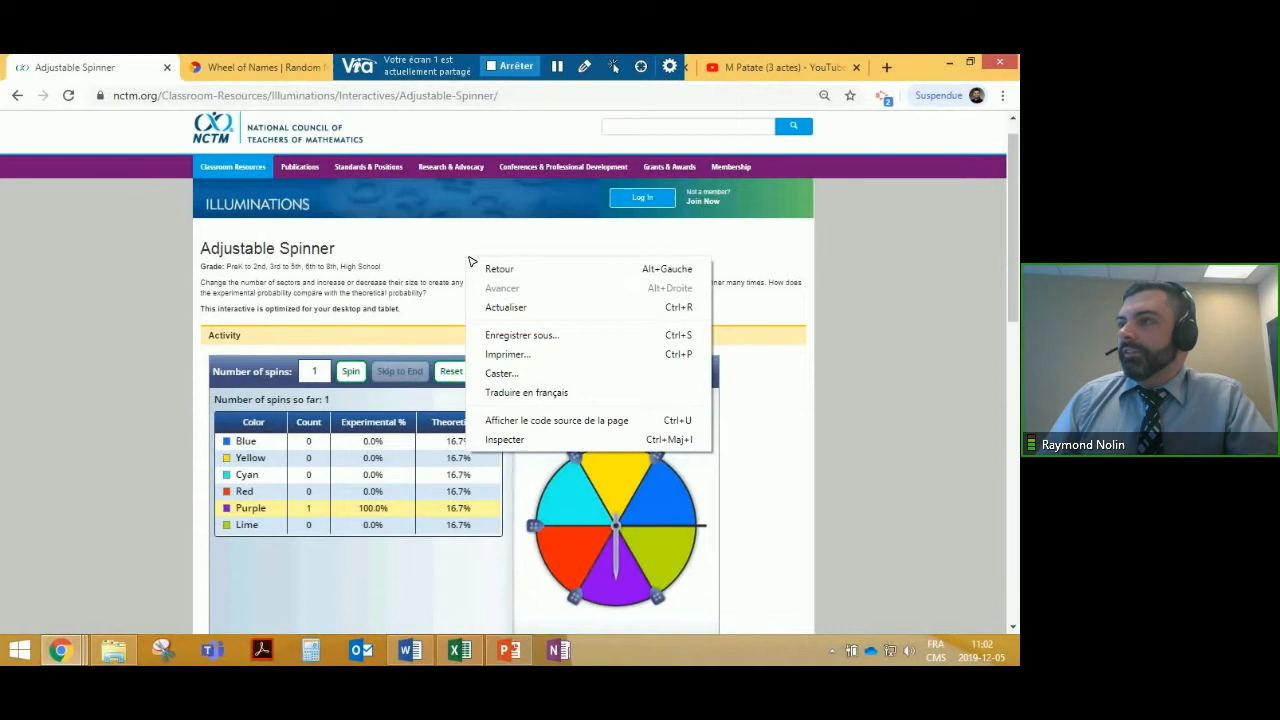 Adjustable Spinner
Wheel of Names | Random
Vià
Votre écran 1 est
actuellement partagé
Arrêter
M Patate (3 actes) - YouTube
nctm.org/Classroom-Resources/Illuminations/Interactives/Adjustable-Spinner/
2
Suspendue
NCTM
NATIONAL COUNCIL OF
TEACHERS OF MATHEMATICS
Classroom Resources Publications Standards & Positions Research & Advocacy Conferences & Professional Development Grants & Awards Membership
ILLUMINATIONS
Log In
Not a member?
Join Now
Adjustable Spinner
Grade: PreK to 2nd, 3rd to 5th, 6th to 8th, High School
Change the number of sectors and increase or decrease their size to create any
many times. How does
the experimental probability compare with the theoretical probability?
This interactive is optimized for your desktop and tablet.
Activity
Retour Alt+Gauche
Avancer Alt+Droite
Actualiser Ctrl+R
Enregistrer sous... Ctrl+S
Imprimer... Ctrl+P
Caster...
Traduire en français
Afficher le code source de la page Ctrl+U
Inspecter Ctrl+Maj+I
Number of spins: 1 Spin Skip to End Reset
Number of spins so far: 1
Color Count Experimental %
Blue 0 0.0% 16.7%
Yellow 0 0.0% 16.7%
Cyan 0 0.0% 16.7%
Red 0 0.0% 16.7%
Purple 1 100.0% 16.7%
Lime 0 0.0% 16.7%
Raymond Nolin
FRA
CMS
11:02
2019-12-05